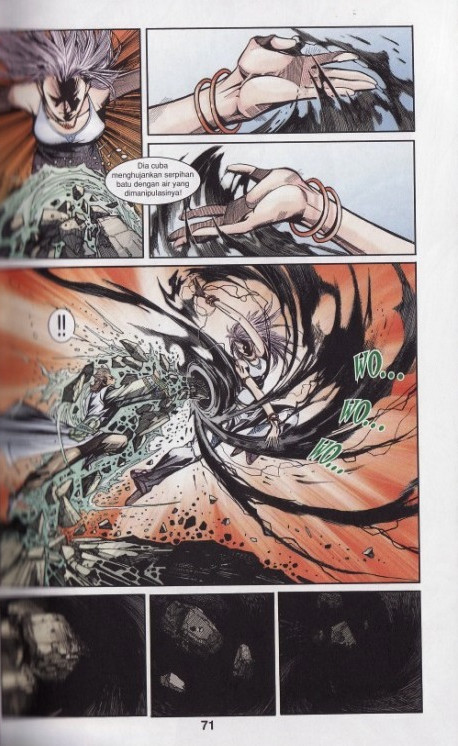 Dia cuba
menghujankan serpihan
batu dengan air yang
dimanipulasinya!
!!
WO...
WO...
WO...
71